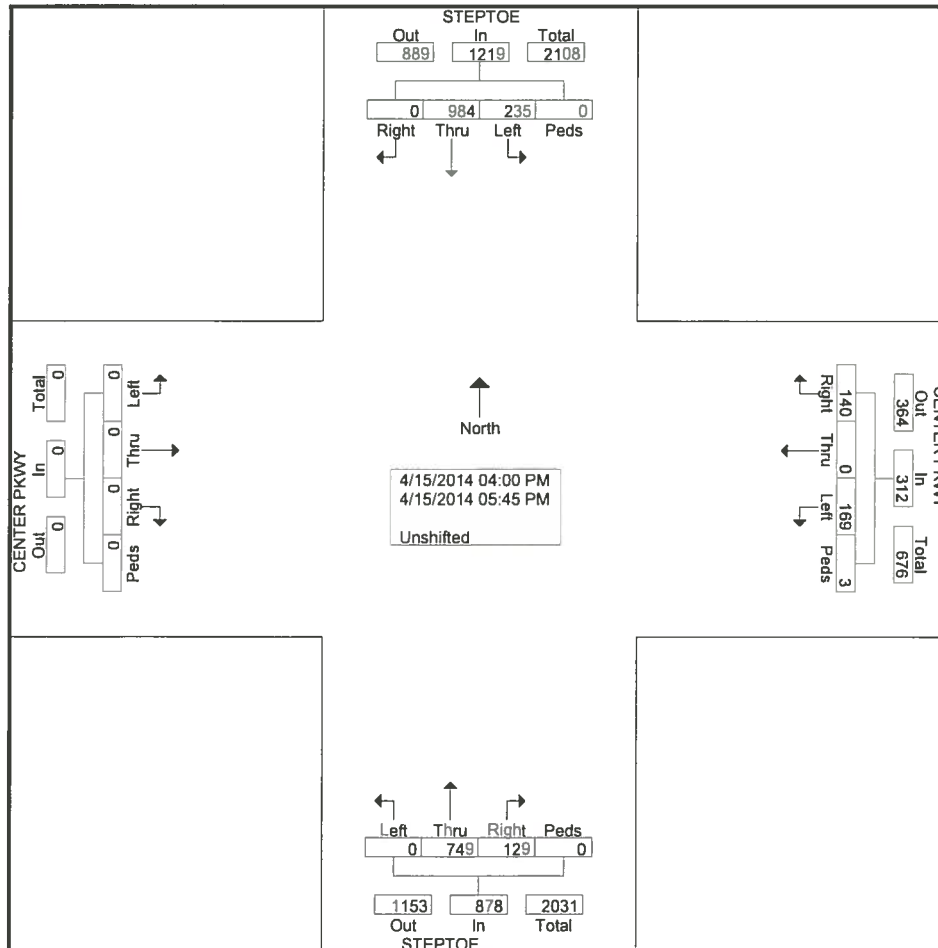 STEPTOE
Out In Total
889 1219 2108
0 984 235 0
Right Thru Left Peds
CENTER PKWY
Total In Out
0 0 0
0 0 0 0
Left Thru Right Peds
North
4/15/2014 04:00 PM
4/15/2014 05:45 PM
Unshifted
Right Thru Left Peds
140 0 169 3
364 312 676
Out In Total
CENTER PKWY
Left Thru Right Peds
0 749 129 0
1153 878 2031
Out In Total
STEPTOE